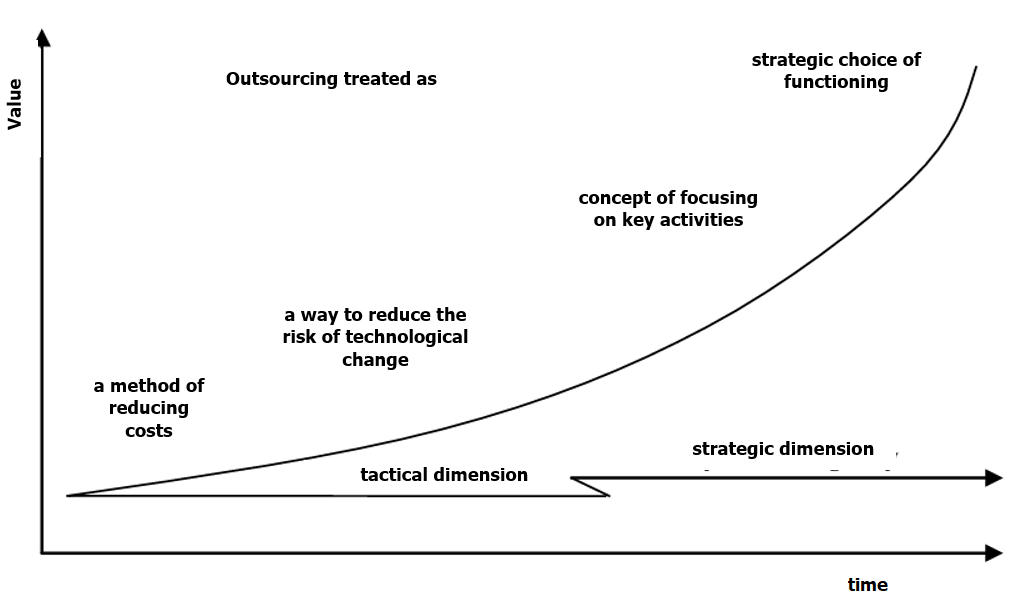 Value
Outsourcing treated as
strategic choice of
functioning
concept of focusing
on key activities
a way to reduce the
risk of technological
change
a method of
reducing
costs
tactical dimension
strategic dimension
time